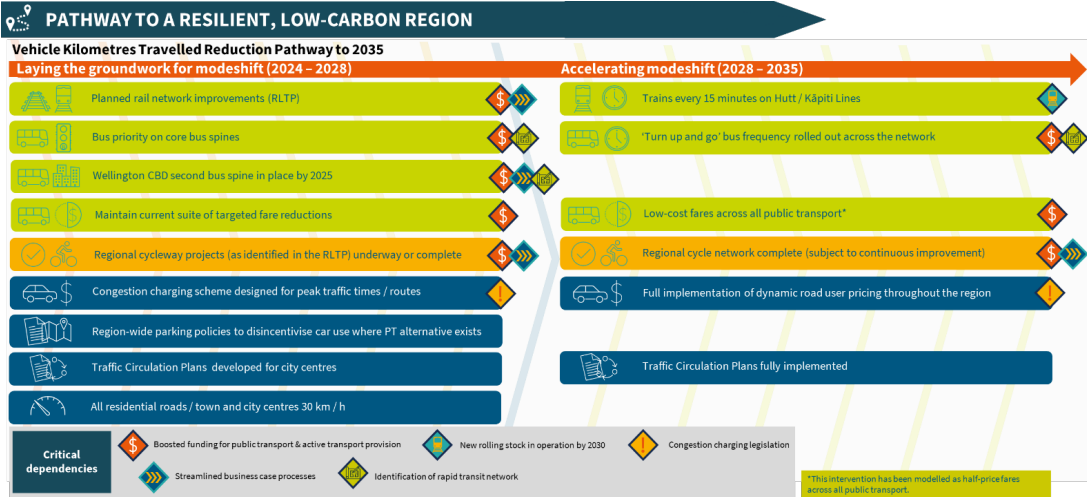 PATHWAY TO A RESILIENT, LOW-CARBON REGION
Vehicle Kilometres Travelled Reduction Pathway to 2035
Laying the groundwork for modeshift (2024 – 2028)
Planned rail network improvements (RLTP)
Bus priority on core bus spines
Wellington CBD second bus spine in place by 2025
Maintain current suite of targeted fare reductions
Regional cycleway projects (as identified in the RLTP) underway or complete
Congestion charging scheme designed for peak traffic times / routes
Region-wide parking policies to disincentivise car use where PT alternative exists
Traffic Circulation Plans developed for city centres
All residential roads / town and city centres 30 km / h
Accelerating modeshift (2028 – 2035)
Trains every 15 minutes on Hutt / Kāpiti Lines
‘Turn up and go’ bus frequency rolled out across the network
Low-cost fares across all public transport*
Regional cycle network complete (subject to continuous improvement)
Full implementation of dynamic road user pricing throughout the region
Traffic Circulation Plans fully implemented
Critical
dependencies
Boosted funding for public transport & active transport provision
New rolling stock in operation by 2030
Congestion charging legislation
Streamlined business case processes
Identification of rapid transit network
*This intervention has been modelled as half-price fares
across all public transport.